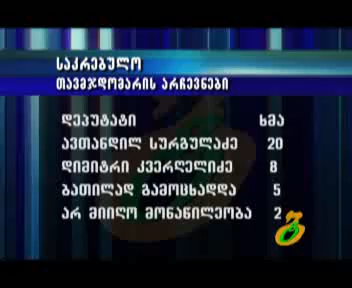 საკრებულო
თავმჯდომარის არჩევნები
დეპუტატი ხმა
ავთანდილ სურგულაძე 20
დიმიტრი კვერღელიძე 8
ბათილად გამოცხადდა 5
არ მიიღო მონაწილეობა 2